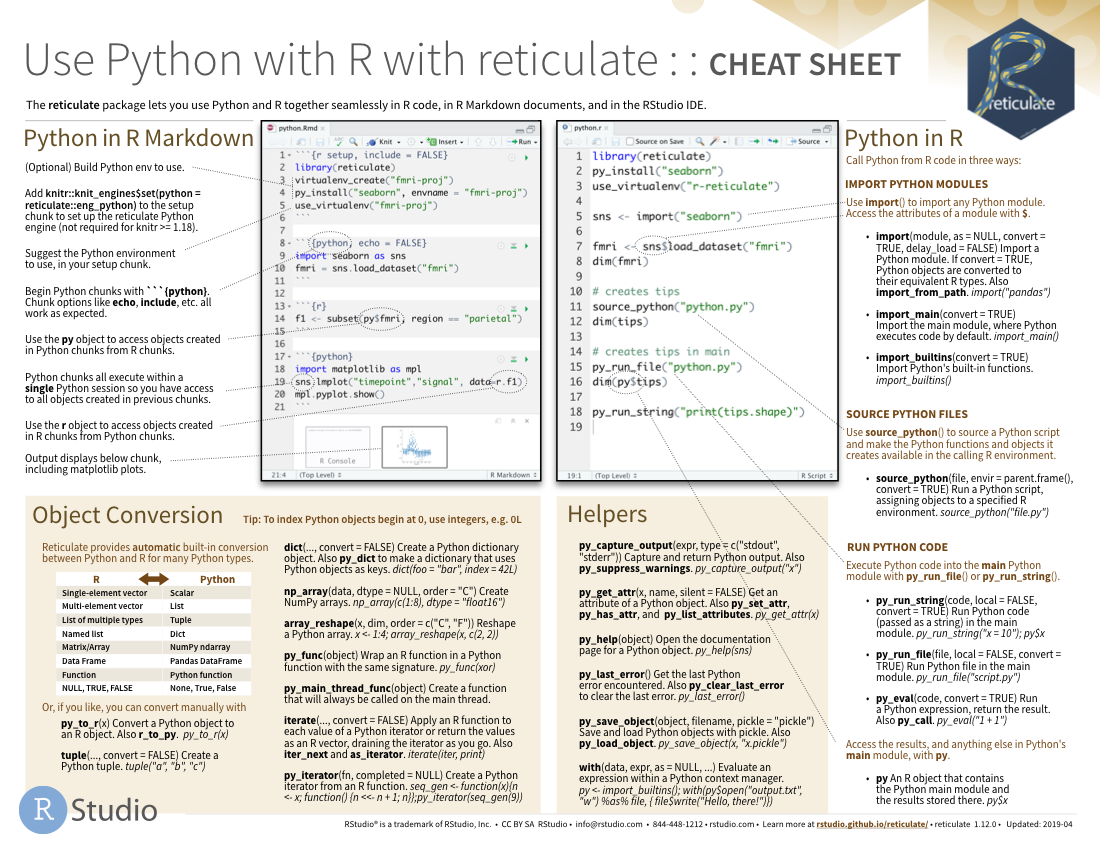 Use Python with R with reticulate : : CHEAT SHEET
reticulate
The reticulate package lets you use Python and R together seamlessly in R code, in R Markdown documents, and in the RStudio IDE.
Python in R Markdown
(Optional) Build Python env to use.
Add knitr::knit_engines$set(python =
reticulate::eng_python) to the setup
chunk to set up the reticulate Python
engine (not required for knitr >= 1.18).
Suggest the Python environment
to use, in your setup chunk.
Begin Python chunks with ```{python}.
Chunk options like echo, include, etc. all
work as expected.
Use the py object to access objects created
in Python chunks from R chunks.
Python chunks all execute within a
single Python session so you have access
to all objects created in previous chunks.
Use the r object to access objects created
in R chunks from Python chunks.
Output displays below chunk,
including matplotlib plots.
python.Rmd
ABC Knit Insert Run
1 ```{r setup, include = FALSE}
2 library(reticulate)
3 virtualenv_create("fmri-proj")
4 py_install("seaborn", envname = "fmri-proj")
5 use_virtualenv("fmri-proj")
6 ```
7
8 ```{python, echo = FALSE}
9 import seaborn as sns
10 fmri = sns.load_dataset("fmri")
11 ```
12
13 ```{r}
14 f1 <- subset(py$fmri, region == "parietal")
15 ```
16
17 ```{python}
18 import matplotlib as mpl
19 sns.lmplot("timepoint","signal", data=r.f1)
20 mpl.pyplot.show()
21 ```
R Console
21:4 (Top Level) R Markdown
python.r
Source on Save Source
1 library(reticulate)
2 py_install("seaborn")
3 use_virtualenv("r-reticulate")
4
5 sns <- import("seaborn")
6
7 fmri <- sns$load_dataset("fmri")
8 dim(fmri)
9
10 # creates tips
11 source_python("python.py")
12 dim(tips)
13
14 # creates tips in main
15 py_run_file("python.py")
16 dim(py$tips)
17
18 py_run_string("print(tips.shape)")
19
19:1 (Top Level) R Script
Python in R
Call Python from R code in three ways:
IMPORT PYTHON MODULES
Use import() to import any Python module.
Access the attributes of a module with $.
• import(module, as = NULL, convert =
TRUE, delay_load = FALSE) Import a
Python module. If convert = TRUE,
Python objects are converted to
their equivalent R types. Also
import_from_path. import("pandas")
• import_main(convert = TRUE)
Import the main module, where Python
executes code by default. import_main()
• import_builtins(convert = TRUE)
Import Python's built-in functions.
import_builtins()
SOURCE PYTHON FILES
Use source_python() to source a Python script
and make the Python functions and objects it
creates available in the calling R environment.
• source_python(file, envir = parent.frame(),
convert = TRUE) Run a Python script,
assigning objects to a specified R
environment. source_python("file.py")
RUN PYTHON CODE
Execute Python code into the main Python
module with py_run_file() or py_run_string().
• py_run_string(code, local = FALSE,
convert = TRUE) Run Python code
(passed as a string) in the main
module. py_run_string("x = 10"); py$x
• py_run_file(file, local = FALSE, convert =
TRUE) Run Python file in the main
module. py_run_file("script.py")
• py_eval(code, convert = TRUE) Run
a Python expression, return the result.
Also py_call. py_eval("1 + 1")
Access the results, and anything else in Python's
main module, with py.
• py An R object that contains
the Python main module and
the results stored there. py$x
Object Conversion
Tip: To index Python objects begin at 0, use integers, e.g. 0L
Reticulate provides automatic built-in conversion
between Python and R for many Python types.
R Python
Single-element vector Scalar
Multi-element vector List
List of multiple types Tuple
Named list Dict
Matrix/Array NumPy ndarray
Data Frame Pandas DataFrame
Function Python function
NULL, TRUE, FALSE None, True, False
Or, if you like, you can convert manually with
py_to_r(x) Convert a Python object to
an R object. Also r_to_py. py_to_r(x)
tuple(..., convert = FALSE) Create a
Python tuple. tuple("a", "b", "c")
dict(..., convert = FALSE) Create a Python dictionary
object. Also py_dict to make a dictionary that uses
Python objects as keys. dict(foo = "bar", index = 42L)
np_array(data, dtype = NULL, order = "C") Create
NumPy arrays. np_array(c(1:8), dtype = "float16")
array_reshape(x, dim, order = c("C", "F")) Reshape
a Python array. x <- 1:4; array_reshape(x, c(2, 2))
py_func(object) Wrap an R function in a Python
function with the same signature. py_func(xor)
py_main_thread_func(object) Create a function
that will always be called on the main thread.
iterate(..., convert = FALSE) Apply an R function to
each value of a Python iterator or return the values
as an R vector, draining the iterator as you go. Also
iter_next and as_iterator. iterate(iter, print)
py_iterator(fn, completed = NULL) Create a Python
iterator from an R function. seq_gen <- function(x){n
<- x; function() {n <<- n + 1; n}};py_iterator(seq_gen(9))
Helpers
py_capture_output(expr, type = c("stdout",
"stderr")) Capture and return Python output. Also
py_suppress_warnings. py_capture_output("x")
py_get_attr(x, name, silent = FALSE) Get an
attribute of a Python object. Also py_set_attr,
py_has_attr, and py_list_attributes. py_get_attr(x)
py_help(object) Open the documentation
page for a Python object. py_help(sns)
py_last_error() Get the last Python
error encountered. Also py_clear_last_error
to clear the last error. py_last_error()
py_save_object(object, filename, pickle = "pickle")
Save and load Python objects with pickle. Also
py_load_object. py_save_object(x, "x.pickle")
with(data, expr, as = NULL, ...) Evaluate an
expression within a Python context manager.
py <- import_builtins(); with(py$open("output.txt",
"w") %as% file, { file$write("Hello, there!")})
R Studio
RStudio® is a trademark of RStudio, Inc. • CC BY SA RStudio • info@rstudio.com • 844-448-1212 • rstudio.com • Learn more at rstudio.github.io/reticulate/ • reticulate 1.12.0 • Updated: 2019-04